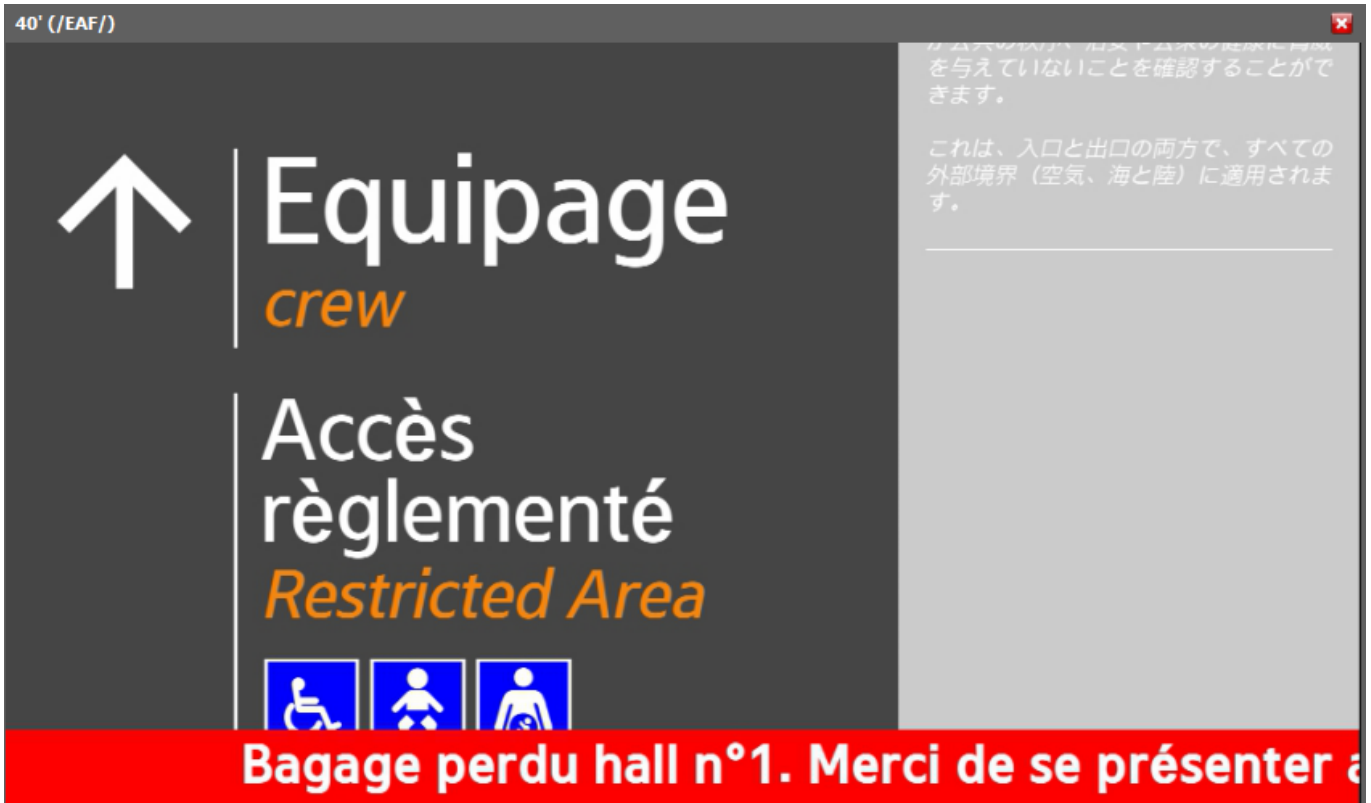 40' (/EAF/)
を与えていないことを確認することがで
きます。
これは、入口と出口の両方で、すべての
外部境界（空気、海と陸）に適用されま
す。
Equipage
crew
Accès
règlementé
Restricted Area
Bagage perdu hall n°1. Merci de se présenter